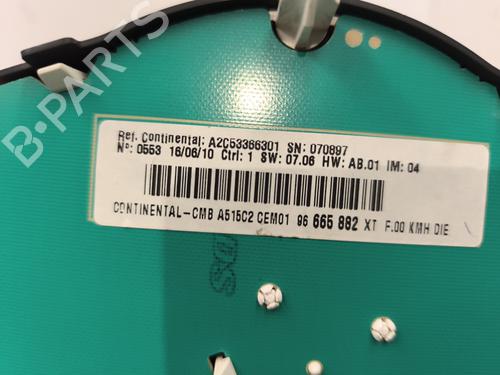 B-PARTS
Ref. Continental: A2C53366301 SN: 070897
Nº: 0553 16/06/10 Ctrl: 1 SW: 07.06 HW: AB.01 IM: 04
CONTINENTAL-CMB A515C2 CEM01 96 665 882 XT F.00 KMH DIE